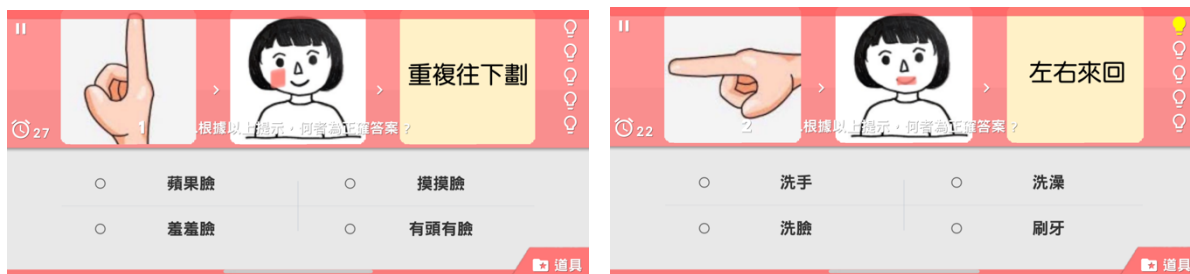 重複往下劃
27
1
.根據以上提示，何者為正確答案？
蘋果臉
摸摸臉
羞羞臉
有頭有臉
道具
左右來回
22
2
.根據以上提示，何者為正確答案？
洗手
洗澡
洗臉
刷牙
道具